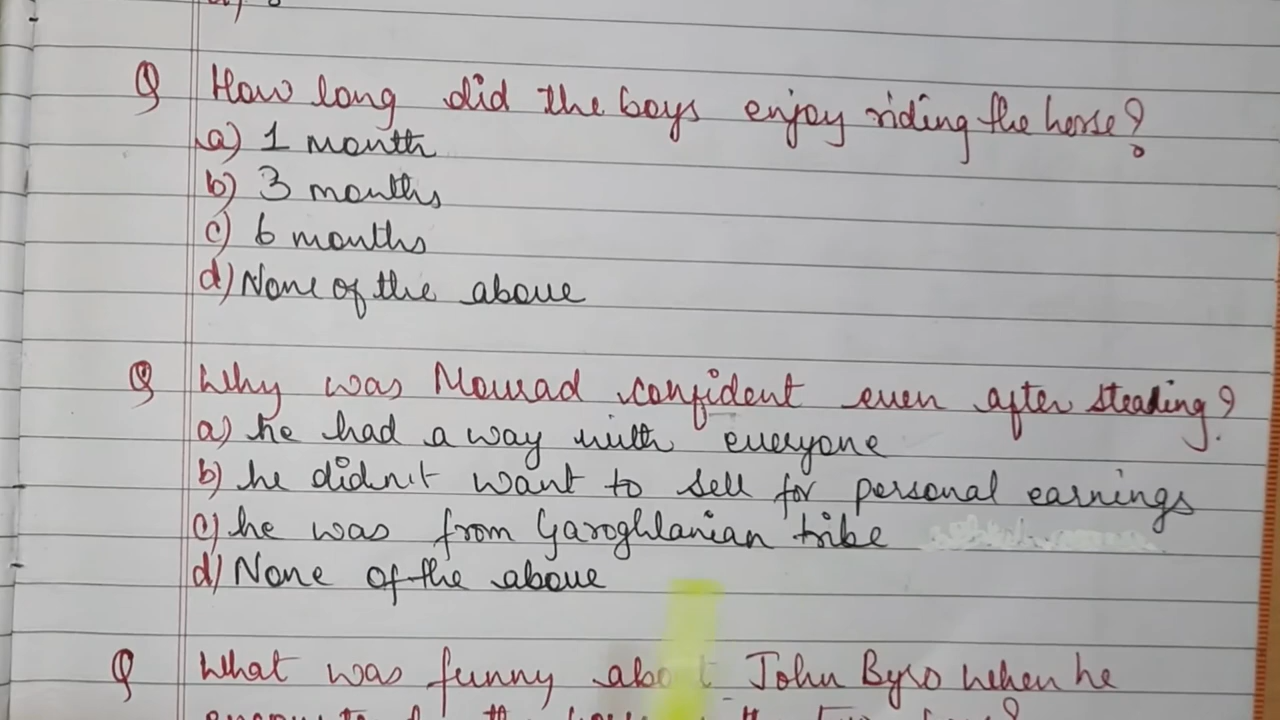 Q How long did the boys enjoy riding the horse?
a) 1 month
b) 3 months
c) 6 months
d) None of the above
Q Why was Mourad confident even after stealing?
a) he had a way with everyone
b) he didn't want to sell for personal earnings
c) he was from Garoghlanian tribe
d) None of the above
Q What was funny about John Byro when he